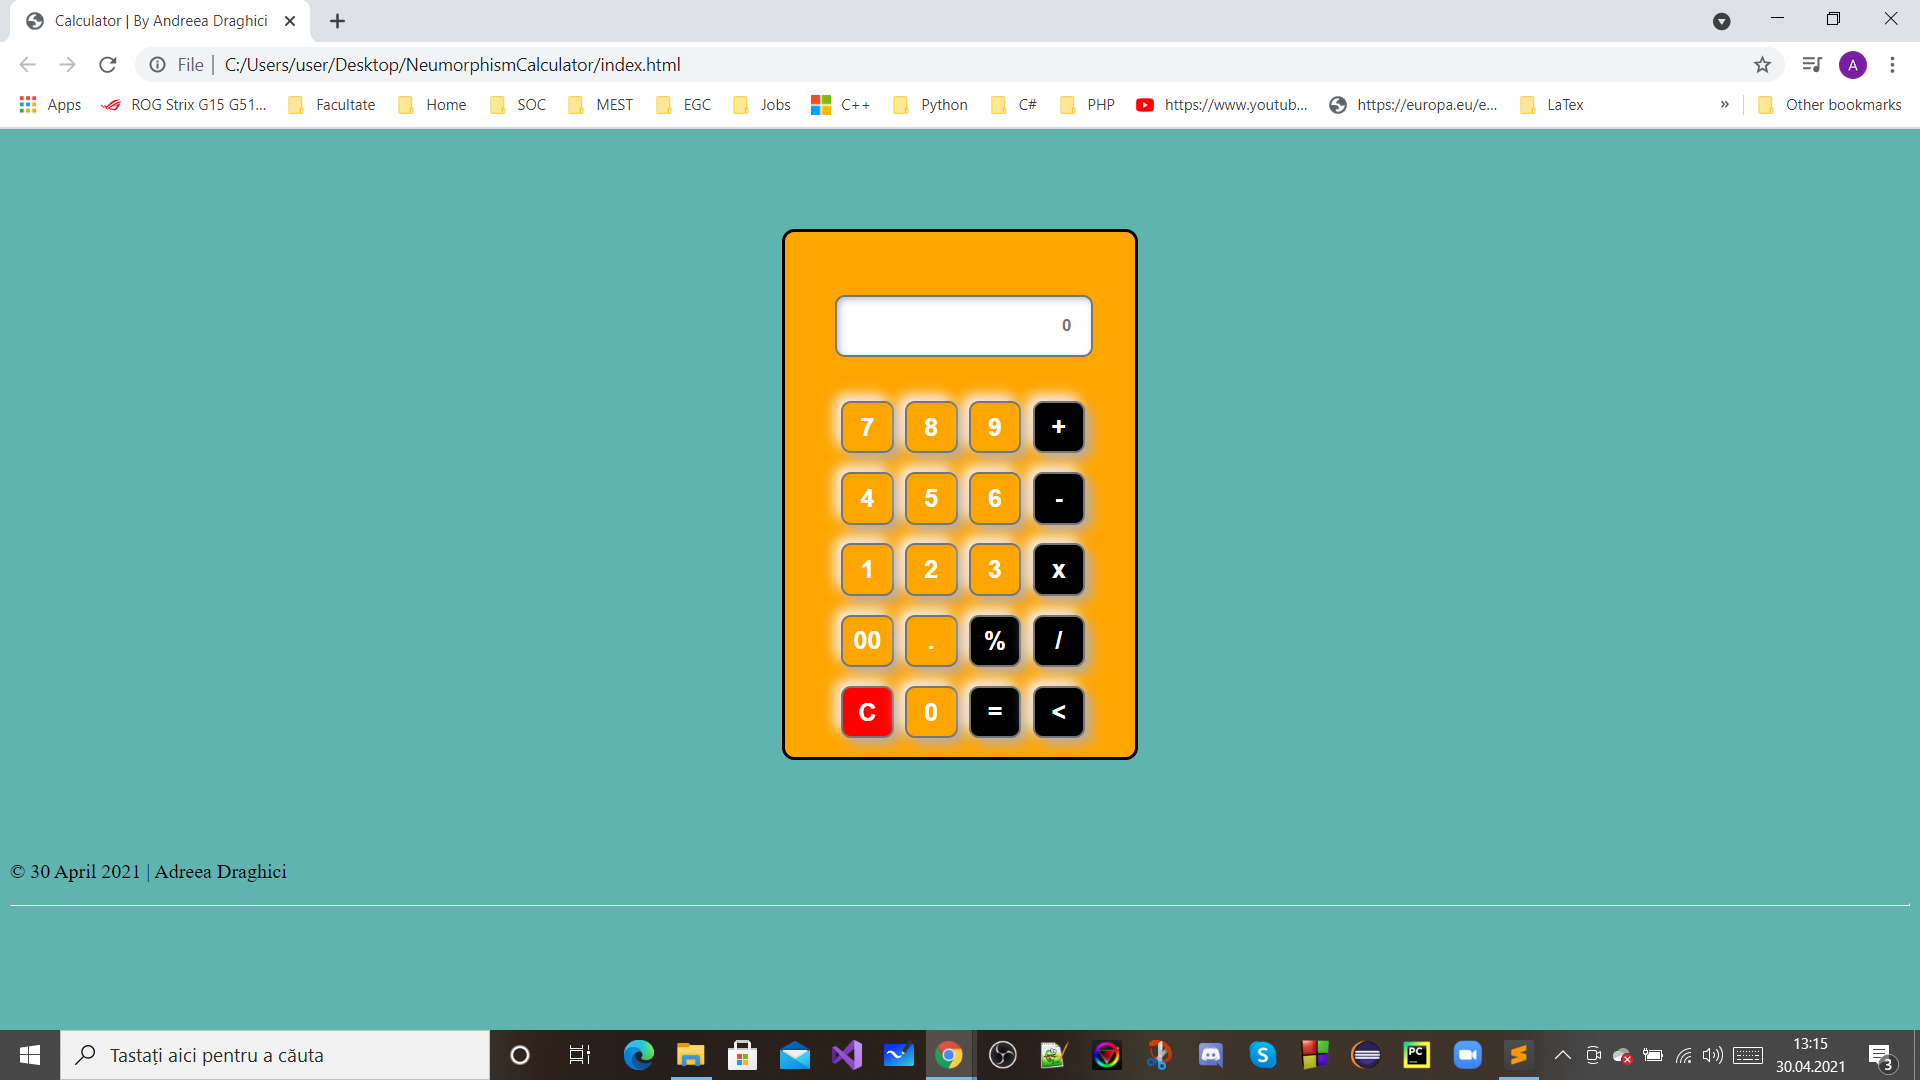 Calculator | By Andreea Draghici
File | C:/Users/user/Desktop/NeumorphismCalculator/index.html
A
Apps ROG Strix G15 G51... Facultate Home SOC MEST EGC Jobs C++ Python C# PHP https://www.youtub... https://europa.eu/e... LaTex » Other bookmarks
0
7 8 9 +
4 5 6 -
1 2 3 x
00 . % /
C 0 = <
© 30 April 2021 | Adreea Draghici
Tastați aici pentru a căuta
PC
13:15
30.04.2021
3